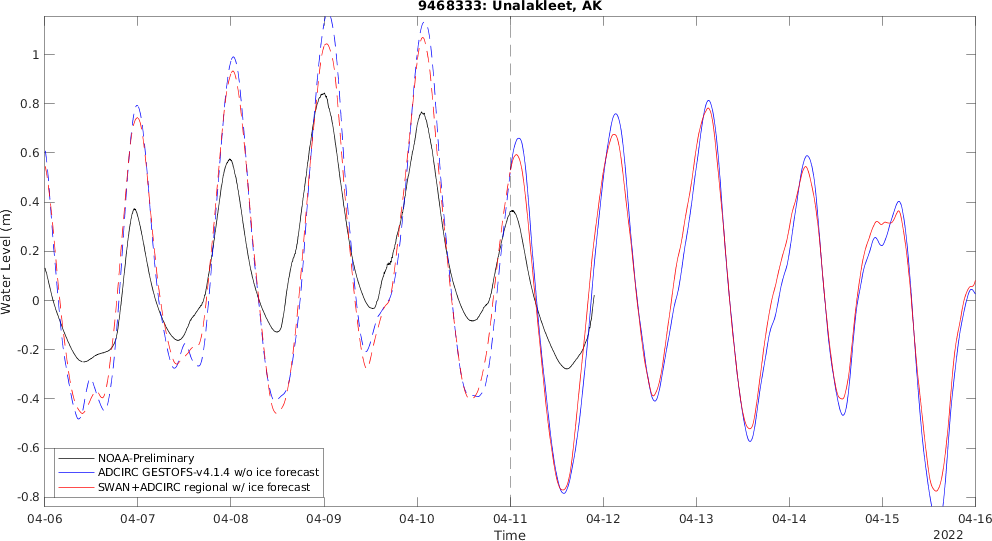 9468333: Unalakleet, AK
Water Level (m)
1
0.8
0.6
0.4
0.2
0
-0.2
-0.4
-0.6
-0.8
NOAA-Preliminary
ADCIRC GESTOFS-v4.1.4 w/o ice forecast
SWAN+ADCIRC regional w/ ice forecast
04-06 04-07 04-08 04-09 04-10 04-11 04-12 04-13 04-14 04-15 04-16
Time
2022